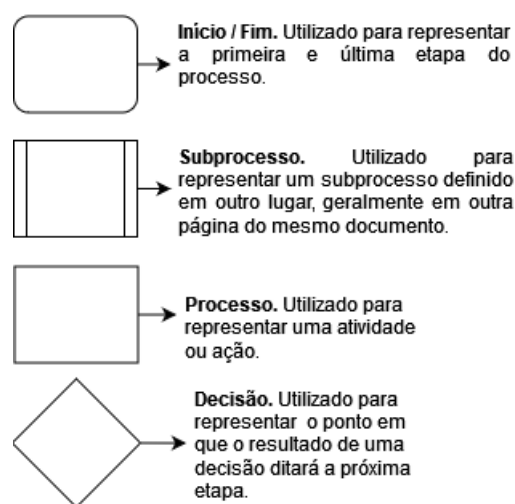 Início / Fim. Utilizado para representar
a primeira e última etapa do
processo.
Subprocesso. Utilizado para
representar um subprocesso definido
em outro lugar, geralmente em outra
página do mesmo documento.
Processo. Utilizado para
representar uma atividade
ou ação.
Decisão. Utilizado para
representar o ponto em
que o resultado de uma
decisão ditará a próxima
etapa.